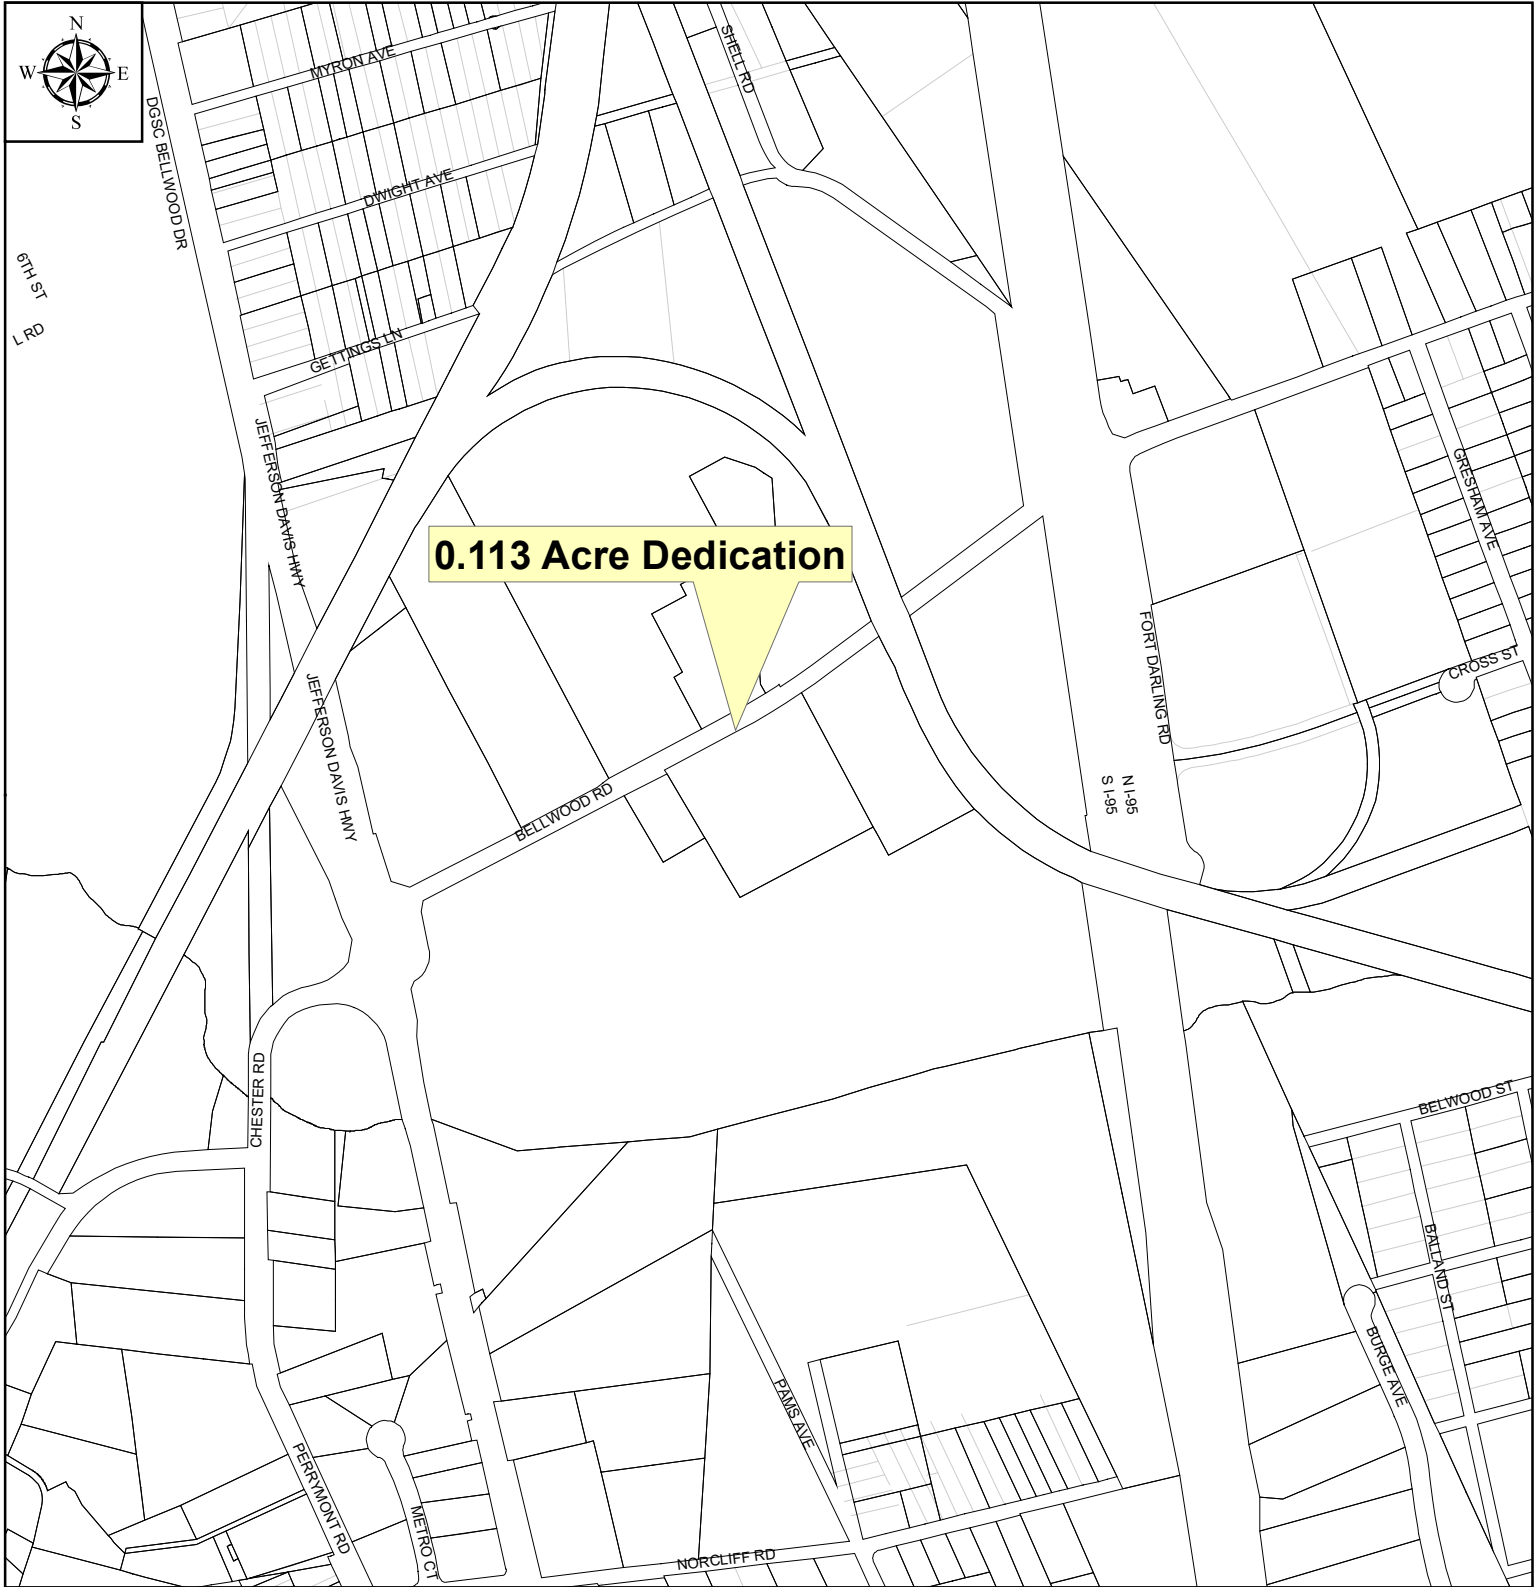 N
W E
S
MYRON AVE
SHELL RD
DGSC BELLWOOD DR
DWIGHT AVE
6TH ST
L RD
GETTINGS LN
JEFFERSON DAVIS HWY
GRESHAM AVE
0.113 Acre Dedication
FORT DARLING RD
CROSS ST
JEFFERSON DAVIS HWY
N I-95
S I-95
BELLWOOD RD
CHESTER RD
BELWOOD ST
BALLAND ST
BURGE AVE
PAMS AVE
PERRYMONT RD
METRO CT
NORCLIFF RD